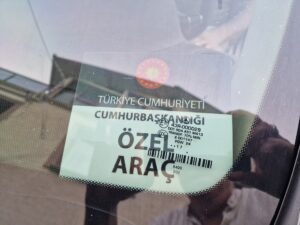 TÜRKİYE CUMHURİYETİ
CUMHURBAŞKANLIĞI
ÖZEL
ARAÇ